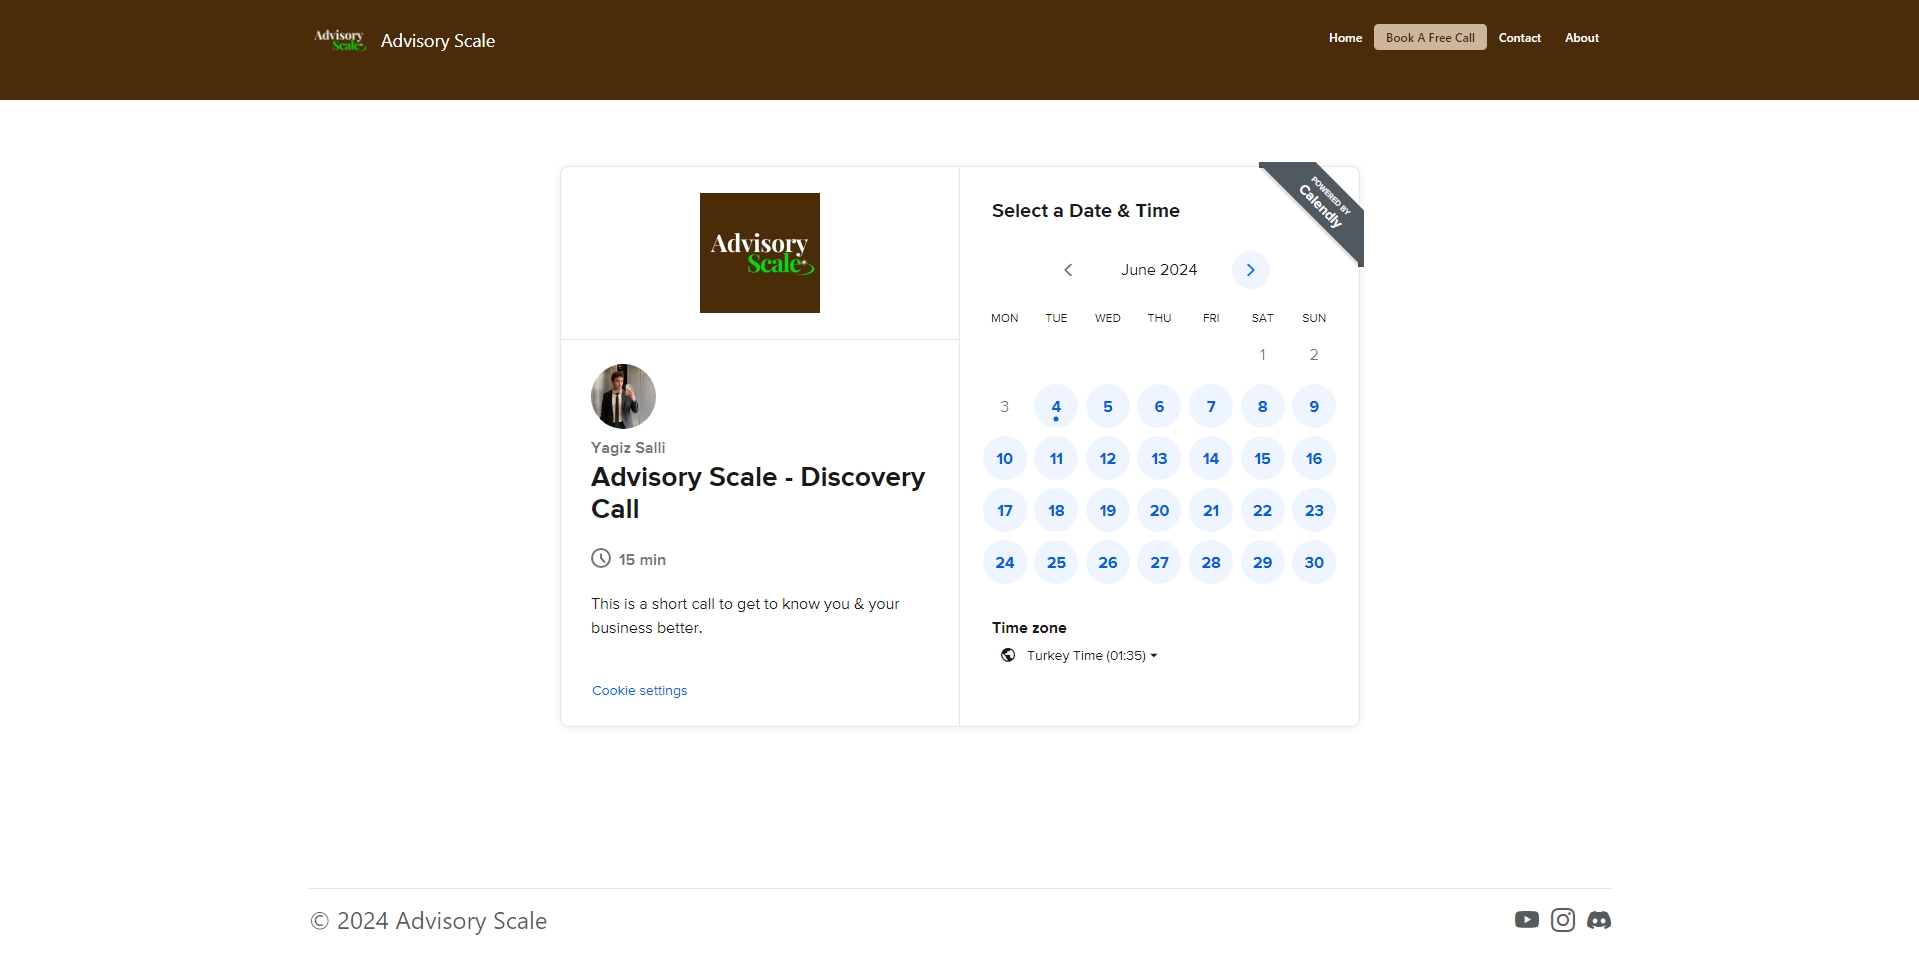 Advisory
Scale
Advisory Scale
Home
Book A Free Call
Contact
About
Advisory
Scale
Yagiz Salli
Advisory Scale - Discovery
Call
15 min
This is a short call to get to know you & your
business better.
Cookie settings
POWERED BY
Calendly
Select a Date & Time
June 2024
MON TUE WED THU FRI SAT SUN
1 2
3 4 5 6 7 8 9
10 11 12 13 14 15 16
17 18 19 20 21 22 23
24 25 26 27 28 29 30
Time zone
Turkey Time (01:35)
© 2024 Advisory Scale